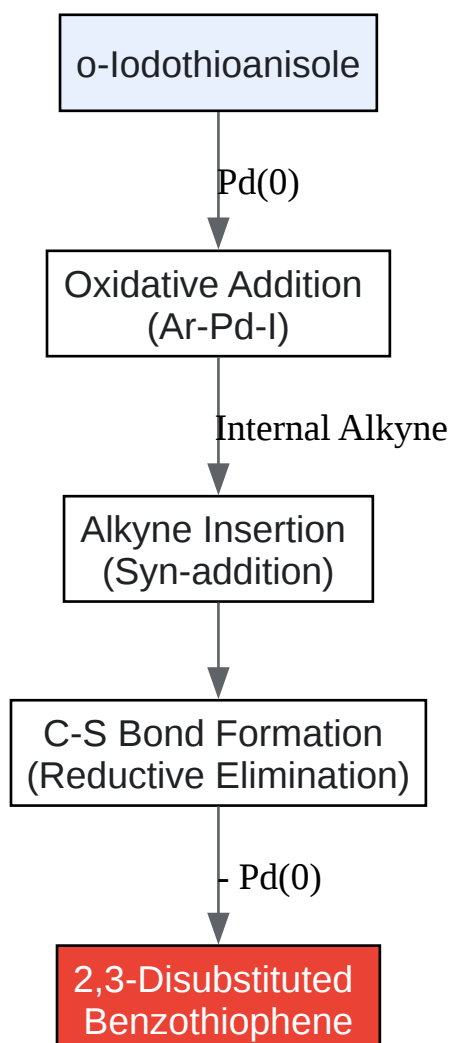 o-Iodothioanisole
Pd(0)
Oxidative Addition
(Ar-Pd-I)
Internal Alkyne
Alkyne Insertion
(Syn-addition)
C-S Bond Formation
(Reductive Elimination)
- Pd(0)
2,3-Disubstituted
Benzothiophene